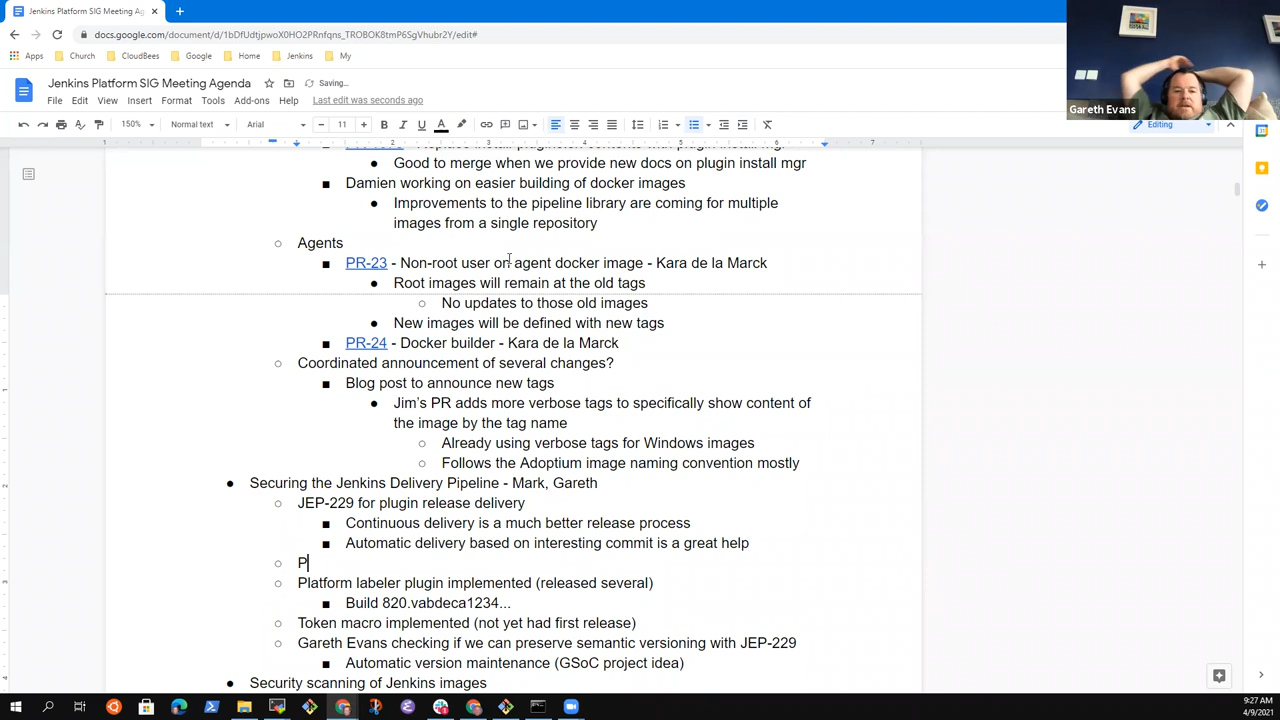 Jenkins Platform SIG Meeting Ag
docs.google.com/document/d/1bDfUdtjpwoX0HO2PRnfqns_TROBOK8tmP6SgVhu8xr2Y/edit#
Apps Church CloudBees Google Home Jenkins My
Gareth Evans
Jenkins Platform SIG Meeting Agenda Saving...
File Edit View Insert Format Tools Add-ons Help Last edit was seconds ago
150% Normal text Arial 11 Editing
Good to merge when we provide new docs on plugin install mgr
Damien working on easier building of docker images
Improvements to the pipeline library are coming for multiple
images from a single repository
Agents
PR-23 - Non-root user on agent docker image - Kara de la Marck
Root images will remain at the old tags
No updates to those old images
New images will be defined with new tags
PR-24 - Docker builder - Kara de la Marck
Coordinated announcement of several changes?
Blog post to announce new tags
Jim's PR adds more verbose tags to specifically show content of
the image by the tag name
Already using verbose tags for Windows images
Follows the Adoptium image naming convention mostly
Securing the Jenkins Delivery Pipeline - Mark, Gareth
JEP-229 for plugin release delivery
Continuous delivery is a much better release process
Automatic delivery based on interesting commit is a great help
P
Platform labeler plugin implemented (released several)
Build 820.vabdeca1234...
Token macro implemented (not yet had first release)
Gareth Evans checking if we can preserve semantic versioning with JEP-229
Automatic version maintenance (GSoC project idea)
Security scanning of Jenkins images
9:27 AM
4/9/2021